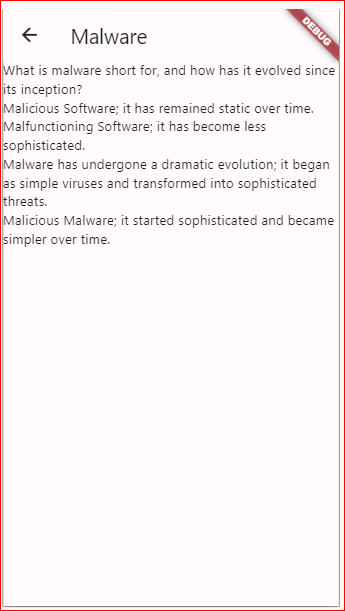 Malware
DEBUG
What is malware short for, and how has it evolved since
its inception?
Malicious Software; it has remained static over time.
Malfunctioning Software; it has become less
sophisticated.
Malware has undergone a dramatic evolution; it began
as simple viruses and transformed into sophisticated
threats.
Malicious Malware; it started sophisticated and became
simpler over time.